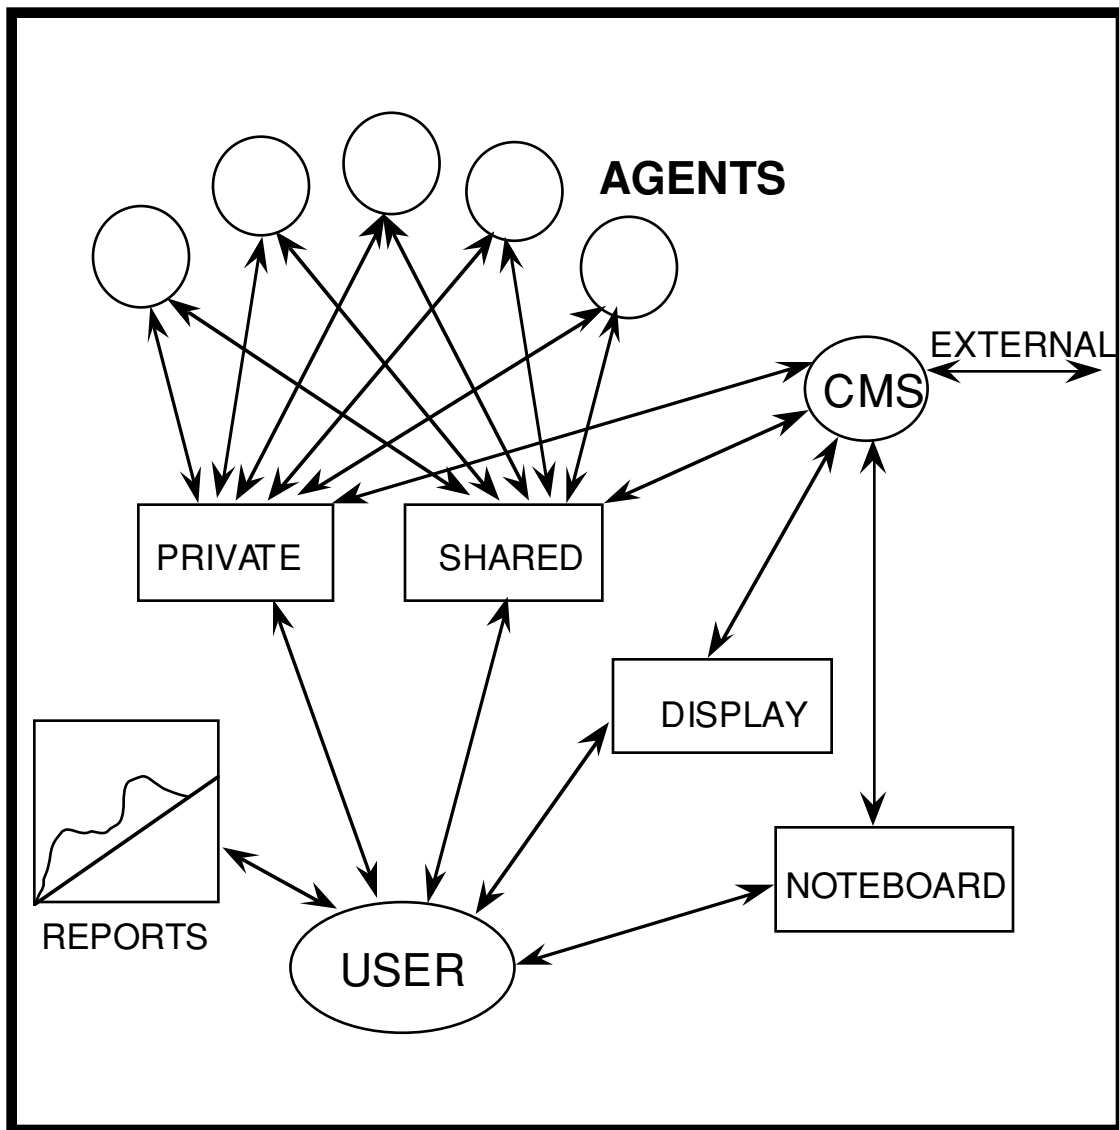 AGENTS
EXTERNAL
CMS
PRIVATE
SHARED
DISPLAY
NOTEBOARD
REPORTS
USER